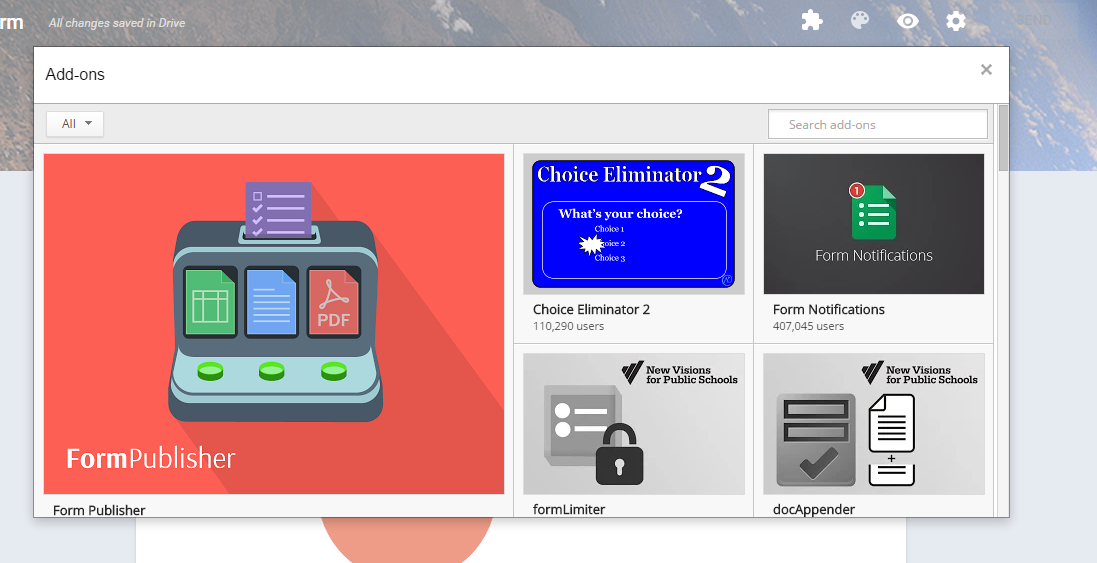 rm
All changes saved in Drive
SEND
Add-ons
×
All
Search add-ons
PDF
FormPublisher
Form Publisher
Choice Eliminator 2
What's your choice?
Choice 1
oice 2
Choice 3
Choice Eliminator 2
110,290 users
1
Form Notifications
Form Notifications
407,045 users
New Visions
for Public Schools
formLimiter
New Visions
for Public Schools
+
docAppender